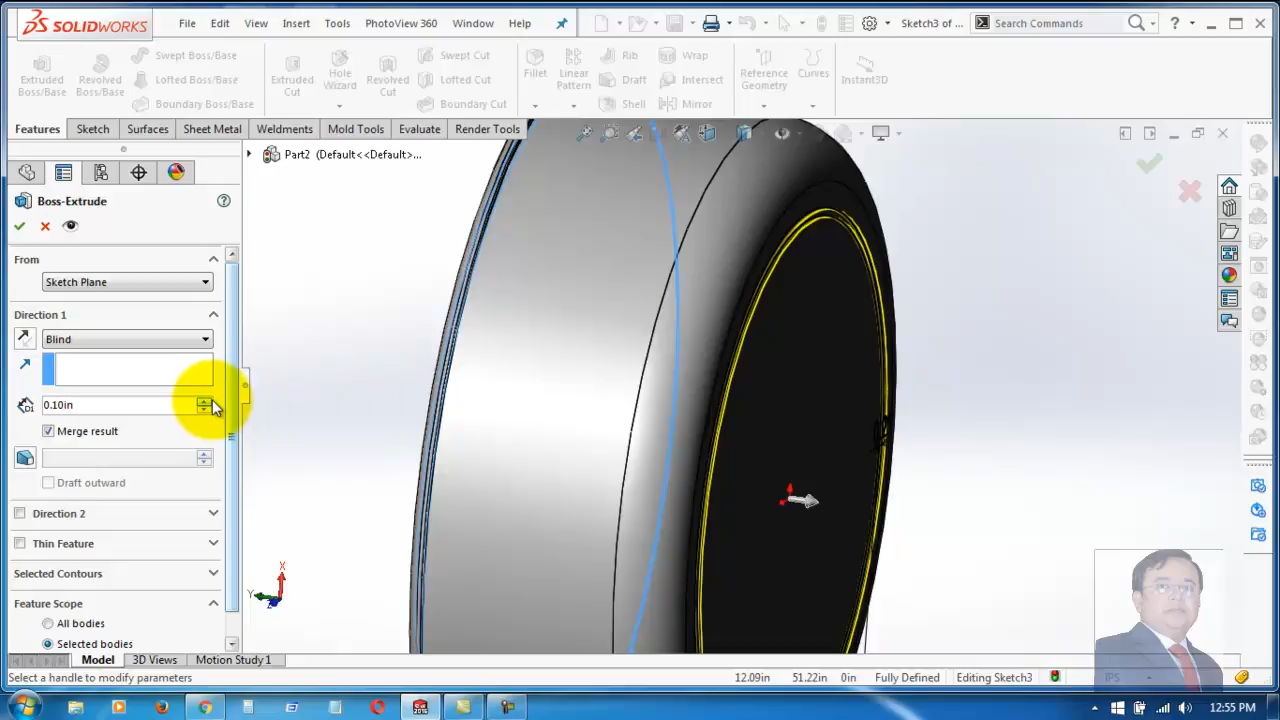 SOLIDWORKS File Edit View Insert Tools PhotoView 360 Window Help Sketch3 of ... Search Commands ?
Extruded Boss/Base
Revolved Boss/Base
Swept Boss/Base
Lofted Boss/Base
Boundary Boss/Base
Extruded Cut
Hole Wizard
Revolved Cut
Swept Cut
Lofted Cut
Boundary Cut
Fillet
Linear Pattern
Rib
Draft
Shell
Wrap
Intersect
Mirror
Reference Geometry
Curves
Instant3D
Features Sketch Surfaces Sheet Metal Weldments Mold Tools Evaluate Render Tools
Part2 (Default<<Default>...
Boss-Extrude ?
From
Sketch Plane
Direction 1
Blind
D1 0.10in
Merge result
Draft outward
Direction 2
Thin Feature
Selected Contours
Feature Scope
All bodies
Selected bodies
X
Y
Z
Model 3D Views Motion Study 1
Select a handle to modify parameters 12.09in 51.22in 0in Fully Defined Editing Sketch3 IPS
12:55 PM